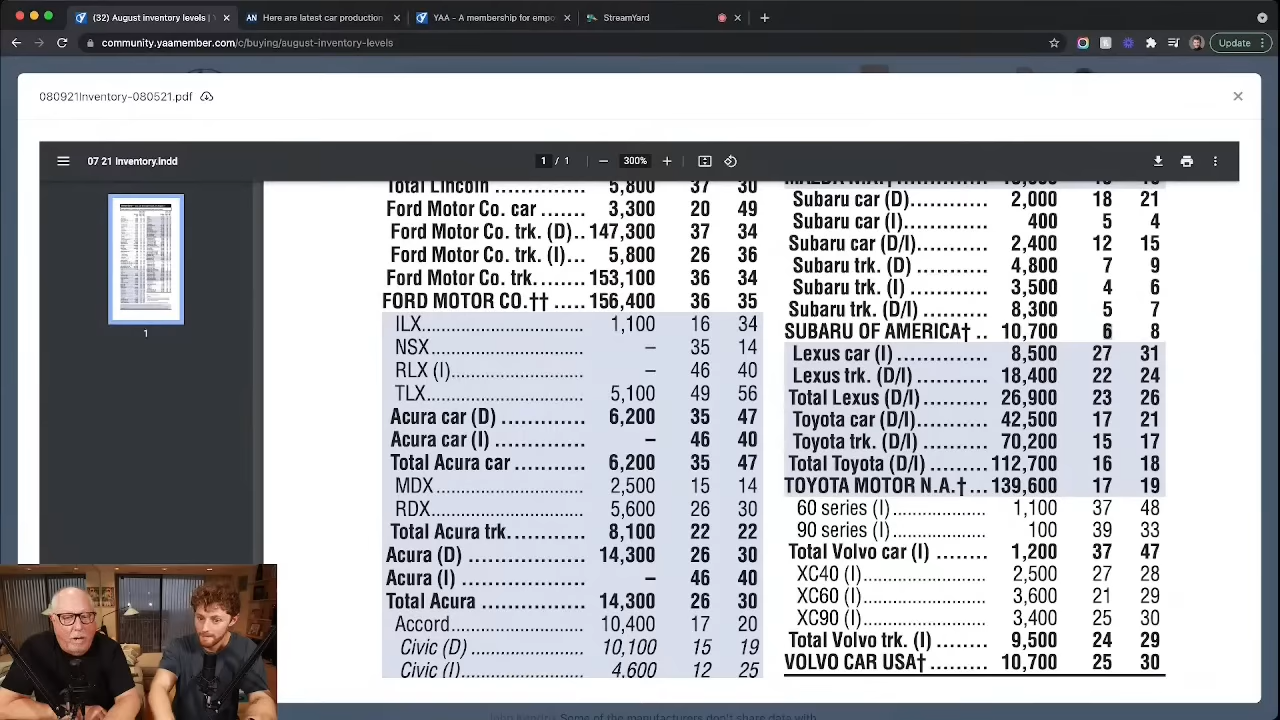 (32) August inventory levels |
AN Here are latest car production
YAA - A membership for empo
StreamYard
community.yaamember.com/c/buying/august-inventory-levels
Update
080921Inventory-080521.pdf
07 21 Inventory.indd
1 / 1
300%
1
Total Lincoln .............. 5,800 37 30
Ford Motor Co. car ....... 3,300 20 49
Ford Motor Co. trk. (D).. 147,300 37 34
Ford Motor Co. trk. (I)... 5,800 26 36
Ford Motor Co. trk. ....... 153,100 36 34
FORD MOTOR CO.†† ..... 156,400 36 35
ILX................................ 1,100 16 34
NSX............................... – 35 14
RLX (I)........................... – 46 40
TLX............................... 5,100 49 56
Acura car (D) ............. 6,200 35 47
Acura car (I) .............. – 46 40
Total Acura car ........... 6,200 35 47
MDX.............................. 2,500 15 14
RDX.............................. 5,600 26 30
Total Acura trk............ 8,100 22 22
Acura (D) .................. 14,300 26 30
Acura (I) ................... – 46 40
Total Acura ................ 14,300 26 30
Accord........................... 10,400 17 20
Civic (D) ....................... 10,100 15 19
Civic (I)......................... 4,600 12 25
Subaru car (D)............ 2,000 18 21
Subaru car (I)............. 400 5 4
Subaru car (D/I).......... 2,400 12 15
Subaru trk. (D) ........... 4,800 7 9
Subaru trk. (I) ............ 3,500 4 6
Subaru trk. (D/I) ......... 8,300 5 7
SUBARU OF AMERICA† .. 10,700 6 8
Lexus car (I) .............. 8,500 27 31
Lexus trk. (D/I) ........... 18,400 22 24
Total Lexus (D/I).......... 26,900 23 26
Toyota car (D/I)........... 42,500 17 21
Toyota trk. (D/I) .......... 70,200 15 17
Total Toyota (D/I) ........ 112,700 16 18
TOYOTA MOTOR N.A.† ... 139,600 17 19
60 series (I) ................... 1,100 37 48
90 series (I) ................... 100 39 33
Total Volvo car (I) ........ 1,200 37 47
XC40 (I)......................... 2,500 27 28
XC60 (I)......................... 3,600 21 29
XC90 (I)......................... 3,400 25 30
Total Volvo trk. (I) ........ 9,500 24 29
VOLVO CAR USA† ......... 10,700 25 30
Some of the manufacturers don't share data with